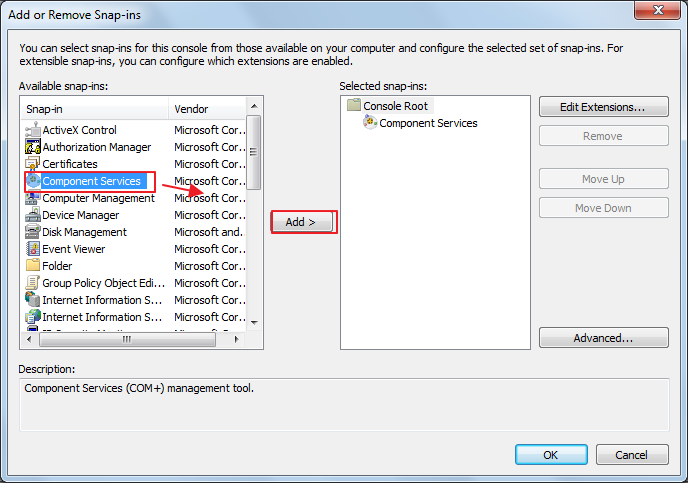 Add or Remove Snap-ins
You can select snap-ins for this console from those available on your computer and configure the selected set of snap-ins. For
extensible snap-ins, you can configure which extensions are enabled.
Available snap-ins:
Selected snap-ins:
Snap-in Vendor
ActiveX Control Microsoft Cor...
Authorization Manager Microsoft Cor...
Certificates Microsoft Cor...
Component Services Microsoft Cor...
Computer Management Microsoft Cor...
Device Manager Microsoft Cor...
Disk Management Microsoft and...
Event Viewer Microsoft Cor...
Folder Microsoft Cor...
Group Policy Object Edi... Microsoft Cor...
Internet Information S... Microsoft Cor...
Internet Information S... Microsoft Cor...
Add >
Console Root
Component Services
Edit Extensions...
Remove
Move Up
Move Down
Advanced...
Description:
Component Services (COM+) management tool.
OK
Cancel